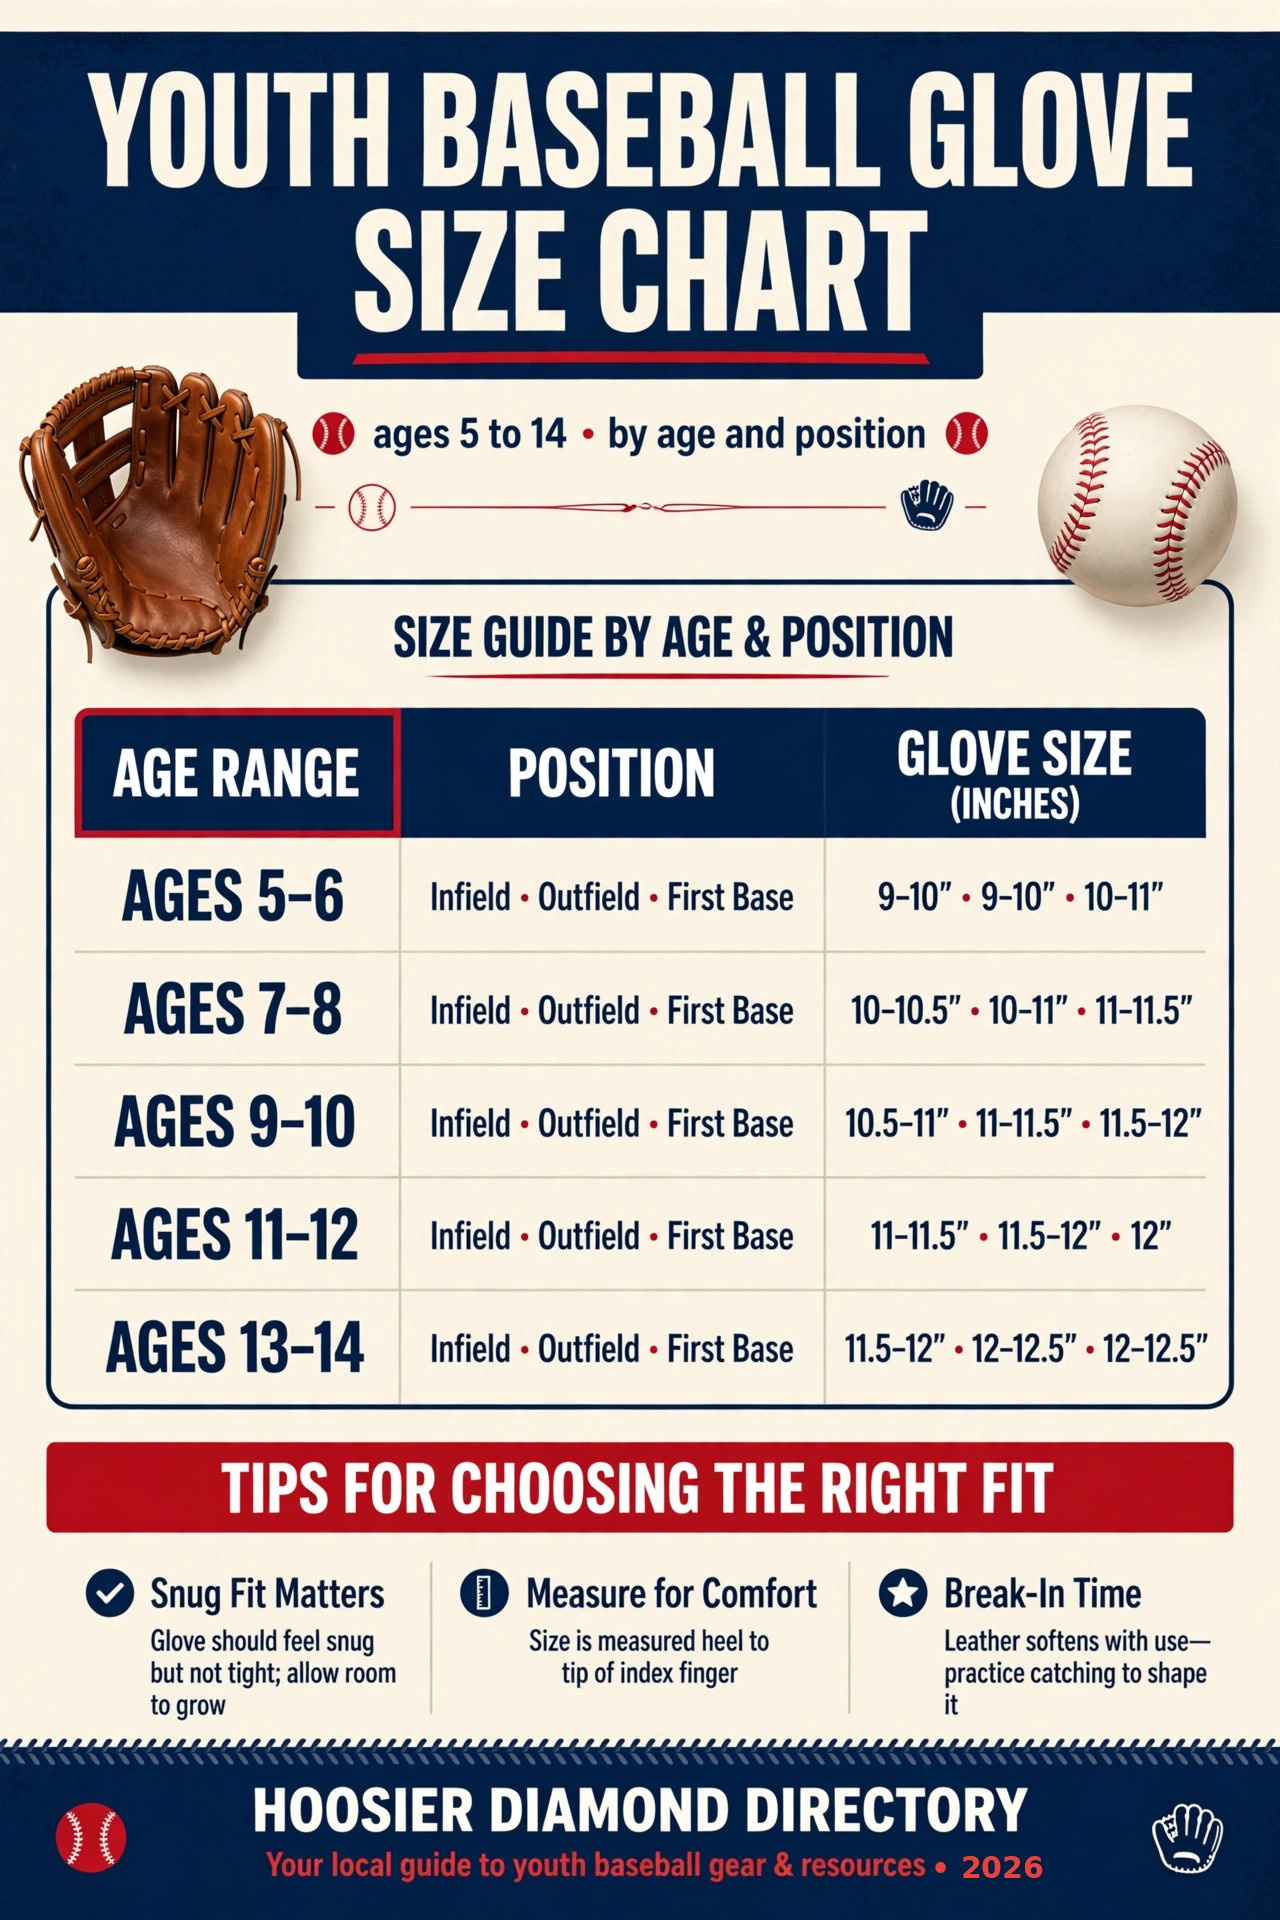 YOUTH BASEBALL GLOVE
SIZE CHART
ages 5 to 14 • by age and position
SIZE GUIDE BY AGE & POSITION
AGE RANGE POSITION GLOVE SIZE
(INCHES)
AGES 5–6 Infield • Outfield • First Base 9–10″ • 9–10″ • 10–11″
AGES 7–8 Infield • Outfield • First Base 10–10.5″ • 10–11″ • 11–11.5″
AGES 9–10 Infield • Outfield • First Base 10.5–11″ • 11–11.5″ • 11.5–12″
AGES 11–12 Infield • Outfield • First Base 11–11.5″ • 11.5–12″ • 12″
AGES 13–14 Infield • Outfield • First Base 11.5–12″ • 12–12.5″ • 12–12.5″
TIPS FOR CHOOSING THE RIGHT FIT
Snug Fit Matters
Glove should feel snug
but not tight; allow room
to grow
Measure for Comfort
Size is measured heel to
tip of index finger
Break-In Time
Leather softens with use—
practice catching to shape
it
HOOSIER DIAMOND DIRECTORY
Your local guide to youth baseball gear & resources • 2026